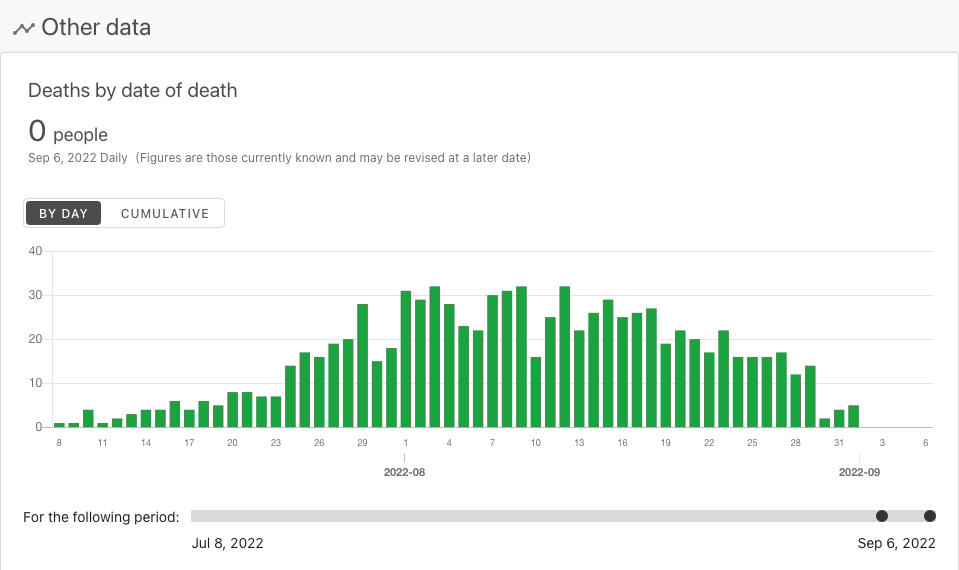 Other data
Deaths by date of death
0 people
Sep 6, 2022 Daily (Figures are those currently known and may be revised at a later date)
BY DAY CUMULATIVE
40
30
20
10
0
8 11 14 17 20 23 26 29 1 4 7 10 13 16 19 22 25 28 31 3 6
2022-08 2022-09
For the following period:
Jul 8, 2022 Sep 6, 2022